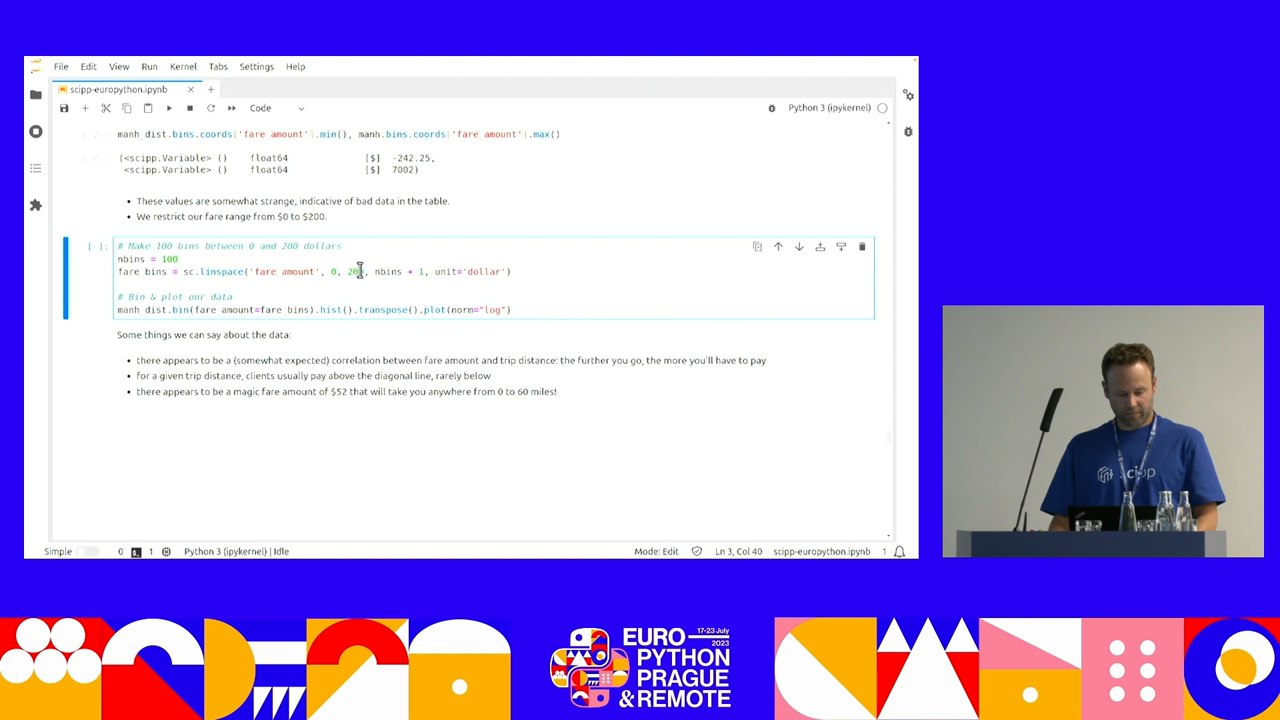 File Edit View Run Kernel Tabs Settings Help
scipp-europython.ipynb
Code
Python 3 (ipykernel)
manh_dist.bins.coords['fare_amount'].min(), manh.bins.coords['fare_amount'].max()
(<scipp.Variable> () float64 [$] -242.25,
<scipp.Variable> () float64 [$] 7002)
• These values are somewhat strange, indicative of bad data in the table.
• We restrict our fare range from $0 to $200.
[ ]:
# Make 100 bins between 0 and 200 dollars
nbins = 100
fare_bins = sc.linspace('fare_amount', 0, 200, nbins + 1, unit='dollar')
# Bin & plot our data
manh_dist.bin(fare_amount=fare_bins).hist().transpose().plot(norm="log")
Some things we can say about the data:
• there appears to be a (somewhat expected) correlation between fare amount and trip distance: the further you go, the more you'll have to pay
• for a given trip distance, clients usually pay above the diagonal line, rarely below
• there appears to be a magic fare amount of $52 that will take you anywhere from 0 to 60 miles!
Simple 0 1 Python 3 (ipykernel) | Idle Mode: Edit Ln 3, Col 40 scipp-europython.ipynb 1
scipp
17-23 July
2023
EURO
PYTHON
PRAGUE
& REMOTE